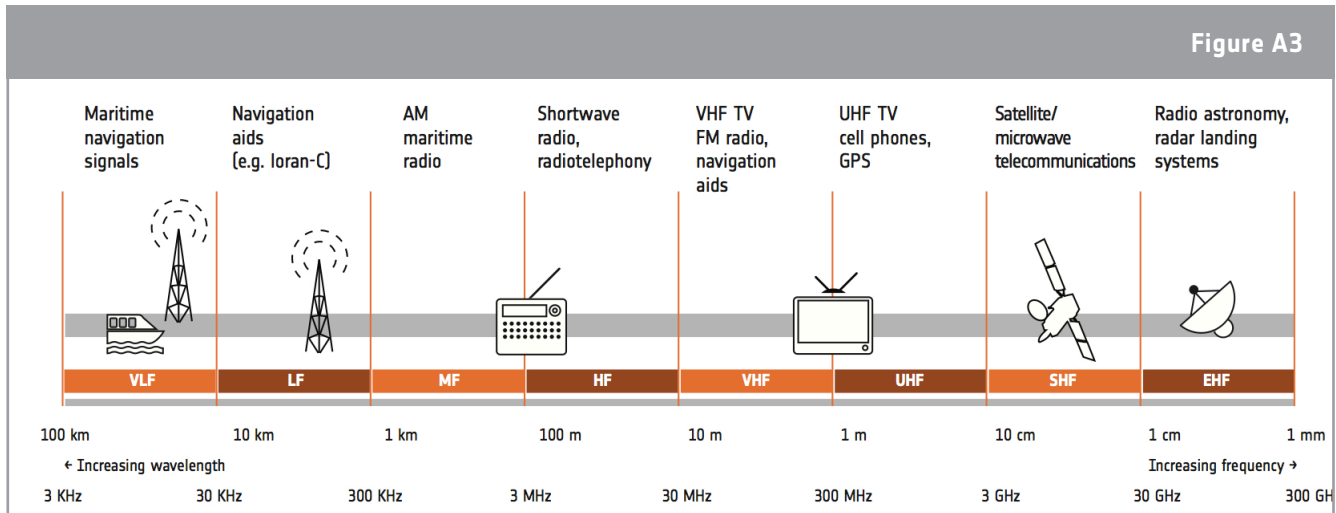 Figure A3
Maritime
navigation
signals
Navigation
aids
(e.g. loran-C)
AM
maritime
radio
Shortwave
radio,
radiotelephony
VHF TV
FM radio,
navigation
aids
UHF TV
cell phones,
GPS
Satellite/
microwave
telecommunications
Radio astronomy,
radar landing
systems
VLF LF MF HF VHF UHF SHF EHF
100 km 10 km 1 km 100 m 10 m 1 m 10 cm 1 cm 1 mm
← Increasing wavelength Increasing frequency →
3 KHz 30 KHz 300 KHz 3 MHz 30 MHz 300 MHz 3 GHz 30 GHz 300 GH